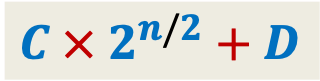 C × 2^{n/2} + D